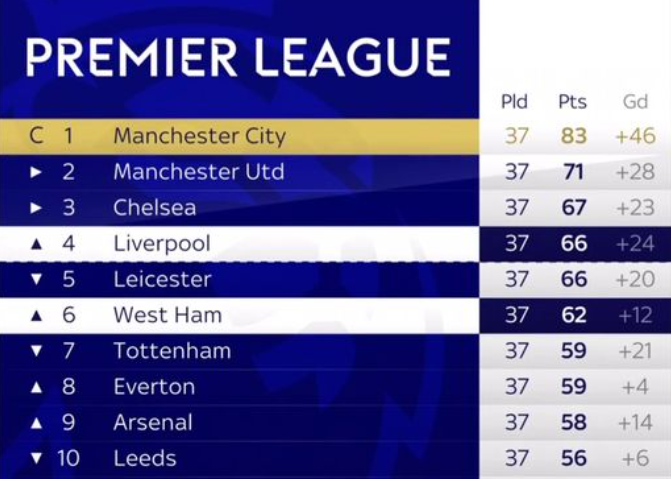 PREMIER LEAGUE
Pld Pts Gd
C 1 Manchester City 37 83 +46
► 2 Manchester Utd 37 71 +28
► 3 Chelsea 37 67 +23
▲ 4 Liverpool 37 66 +24
▼ 5 Leicester 37 66 +20
▲ 6 West Ham 37 62 +12
▼ 7 Tottenham 37 59 +21
▲ 8 Everton 37 59 +4
▲ 9 Arsenal 37 58 +14
▼ 10 Leeds 37 56 +6